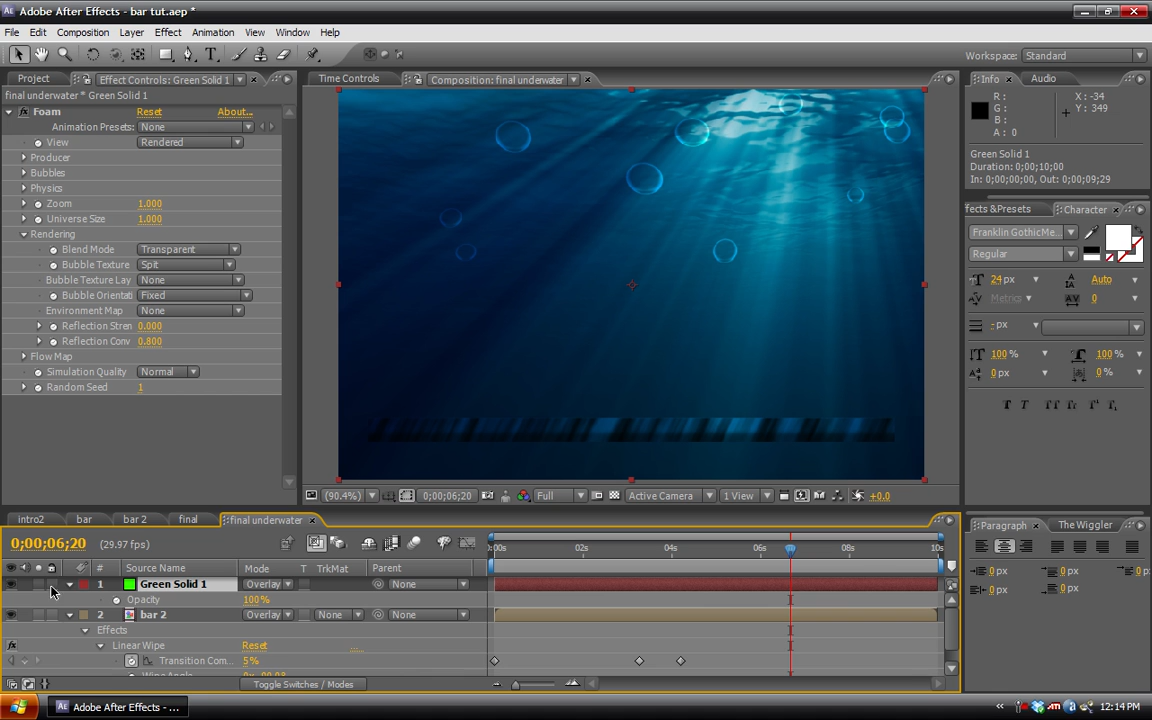 Adobe After Effects - bar tut.aep *
File Edit Composition Layer Effect Animation View Window Help
Workspace: Standard
Project Effect Controls: Green Solid 1
final underwater * Green Solid 1
Foam Reset About...
Animation Presets: None
View Rendered
Producer
Bubbles
Physics
Zoom 1.000
Universe Size 1.000
Rendering
Blend Mode Transparent
Bubble Texture Spit
Bubble Texture Lay None
Bubble Orientati Fixed
Environment Map None
Reflection Stren 0.000
Reflection Conv 0.800
Flow Map
Simulation Quality Normal
Random Seed 1
Time Controls Composition: final underwater
(90.4%) 0;00;06;20 Full Active Camera 1 View +0.0
Info Audio
R : X : -34
G : Y : 349
B :
A : 0
Green Solid 1
Duration: 0;00;10;00
In: 0;00;00;00, Out: 0;00;09;29
fects &Presets Character
Franklin GothicMe...
Regular
24 px Auto
Metrics 0
- px
100 % 100 %
0 px 0 %
T T TT Tr T¹ T₁
intro2 bar bar 2 final final underwater
0;00;06;20 (29.97 fps)
# Source Name Mode T TrkMat Parent
:00s 02s 04s 06s 08s 10s
1 Green Solid 1 Overlay None
Opacity 100%
2 bar 2 Overlay None None
Effects
Linear Wipe Reset ....
Transition Com... 5%
Toggle Switches / Modes
Paragraph The Wiggler
0 px 0 px 0 p
0 px 0 px
Adobe After Effects - ...
12:14 PM